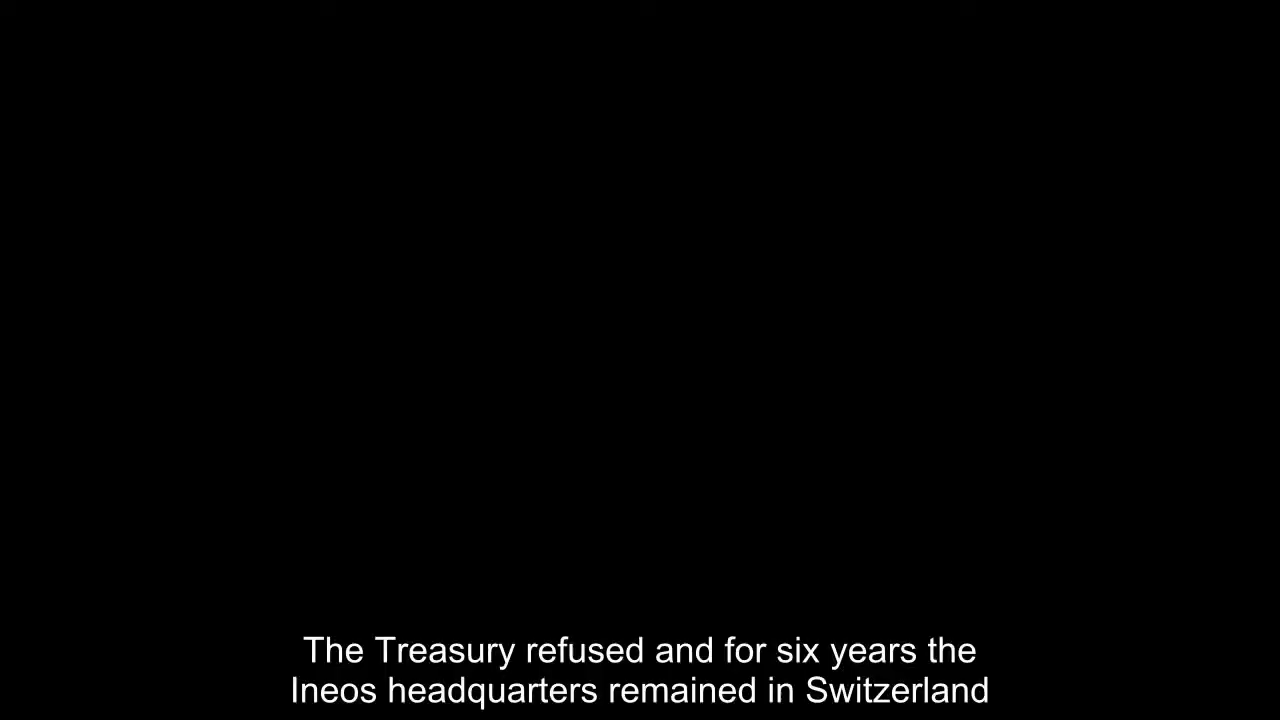 The Treasury refused and for six years the
Ineos headquarters remained in Switzerland